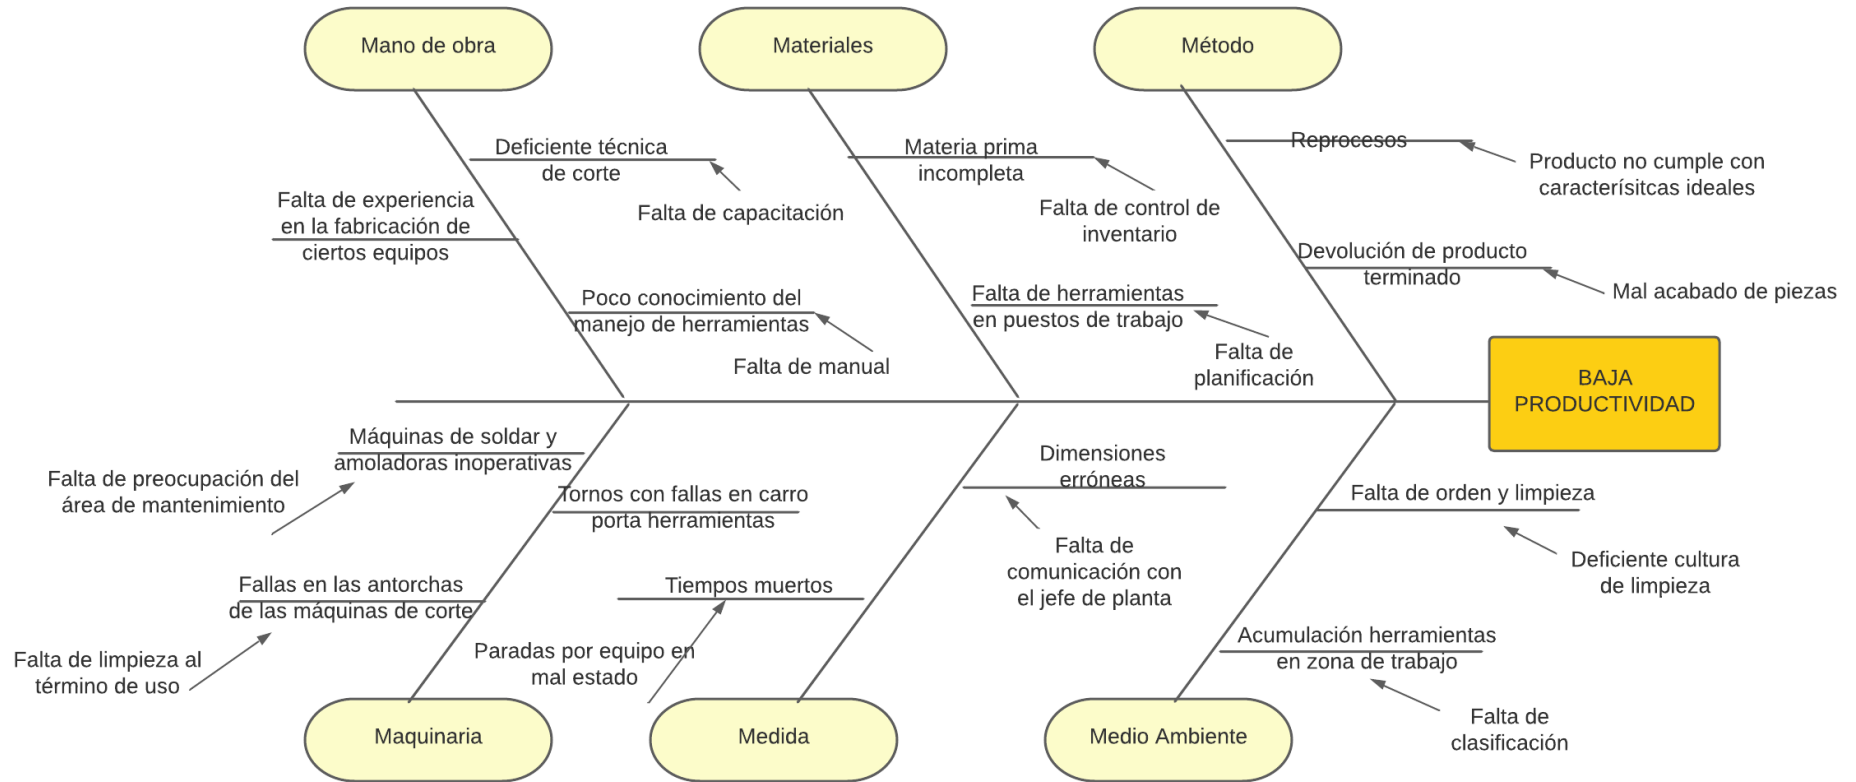 Mano de obra
Materiales
Método
Deficiente técnica
de corte
Falta de capacitación
Falta de experiencia
en la fabricación de
ciertos equipos
Poco conocimiento del
manejo de herramientas
Falta de manual
Materia prima
incompleta
Falta de control de
inventario
Falta de herramientas
en puestos de trabajo
Falta de
planificación
Reprocesos
Producto no cumple con
caracterísitcas ideales
Devolución de producto
terminado
Mal acabado de piezas
BAJA
PRODUCTIVIDAD
Máquinas de soldar y
amoladoras inoperativas
Falta de preocupación del
área de mantenimiento
Tornos con fallas en carro
porta herramientas
Fallas en las antorchas
de las máquinas de corte
Falta de limpieza al
término de uso
Dimensiones
erróneas
Falta de
comunicación con
el jefe de planta
Tiempos muertos
Paradas por equipo en
mal estado
Falta de orden y limpieza
Deficiente cultura
de limpieza
Acumulación herramientas
en zona de trabajo
Falta de
clasificación
Maquinaria
Medida
Medio Ambiente